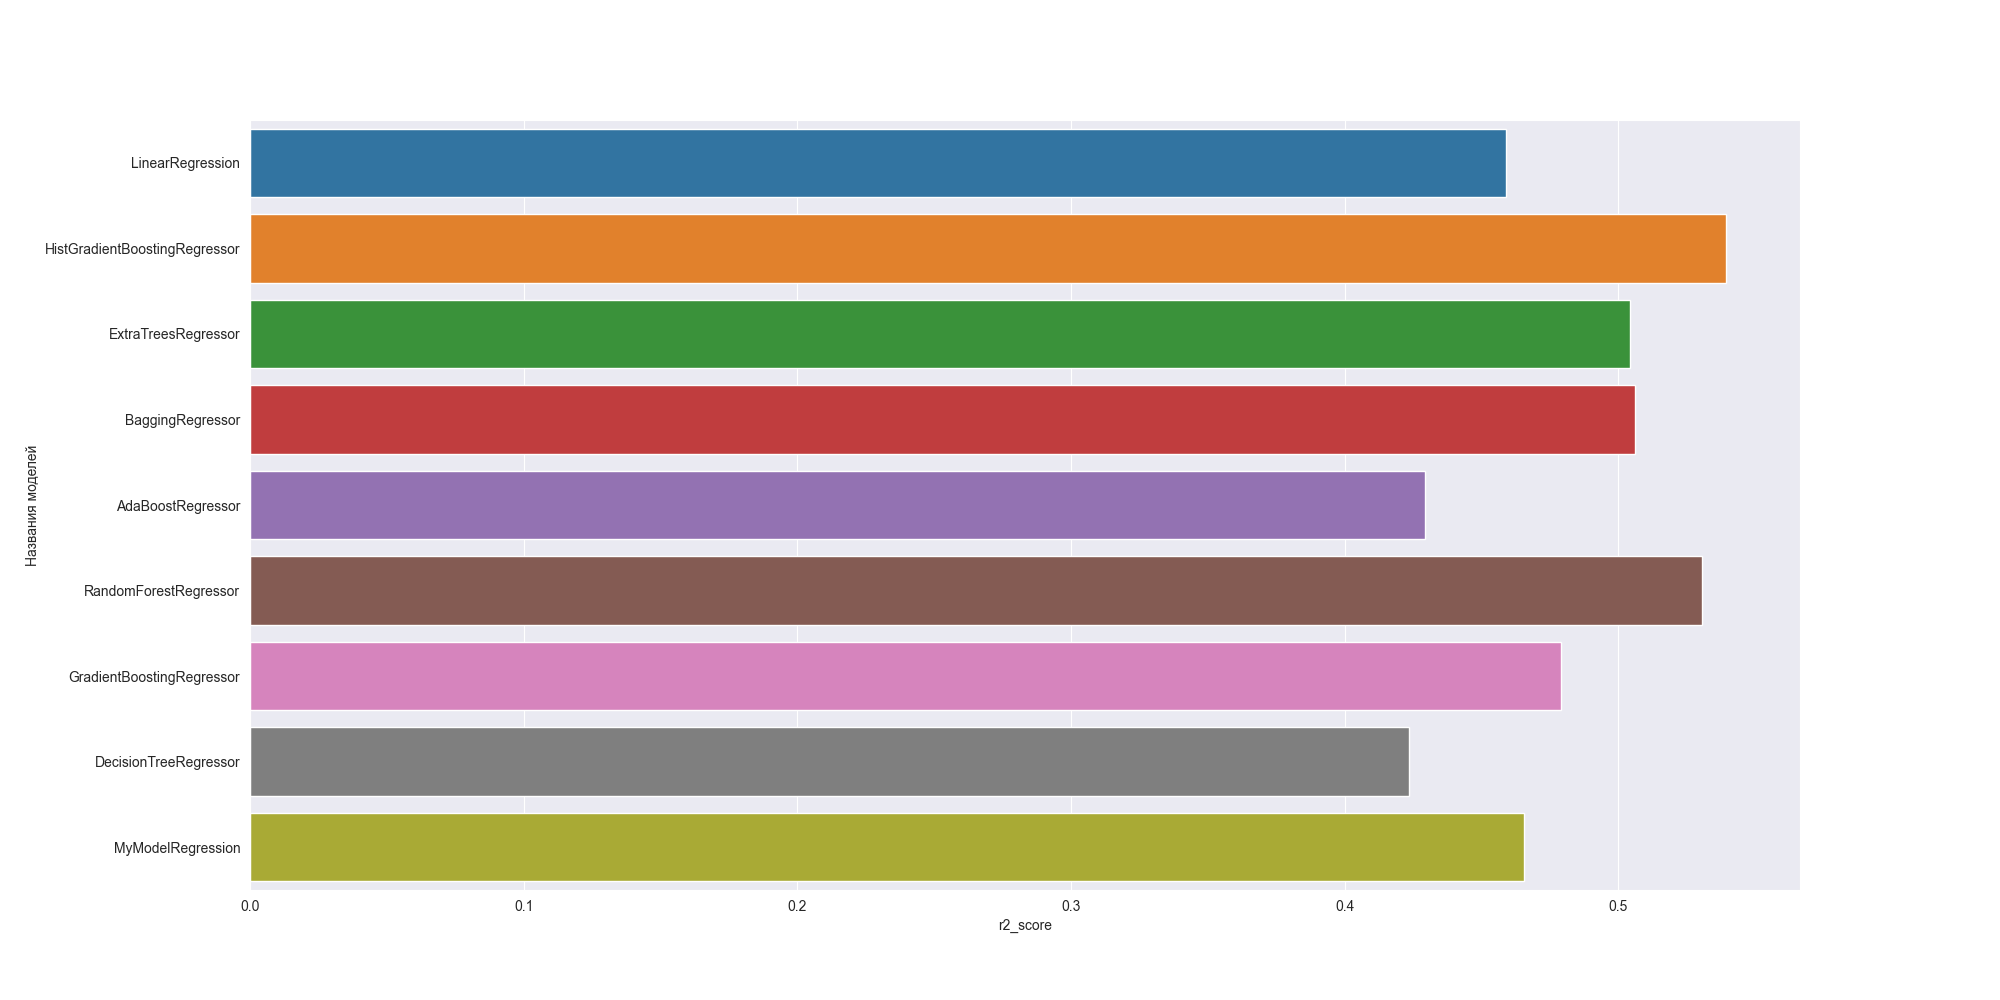 LinearRegression
HistGradientBoostingRegressor
ExtraTreesRegressor
BaggingRegressor
AdaBoostRegressor
RandomForestRegressor
GradientBoostingRegressor
DecisionTreeRegressor
MyModelRegression
Названия моделей
0.0 0.1 0.2 0.3 0.4 0.5
r2_score